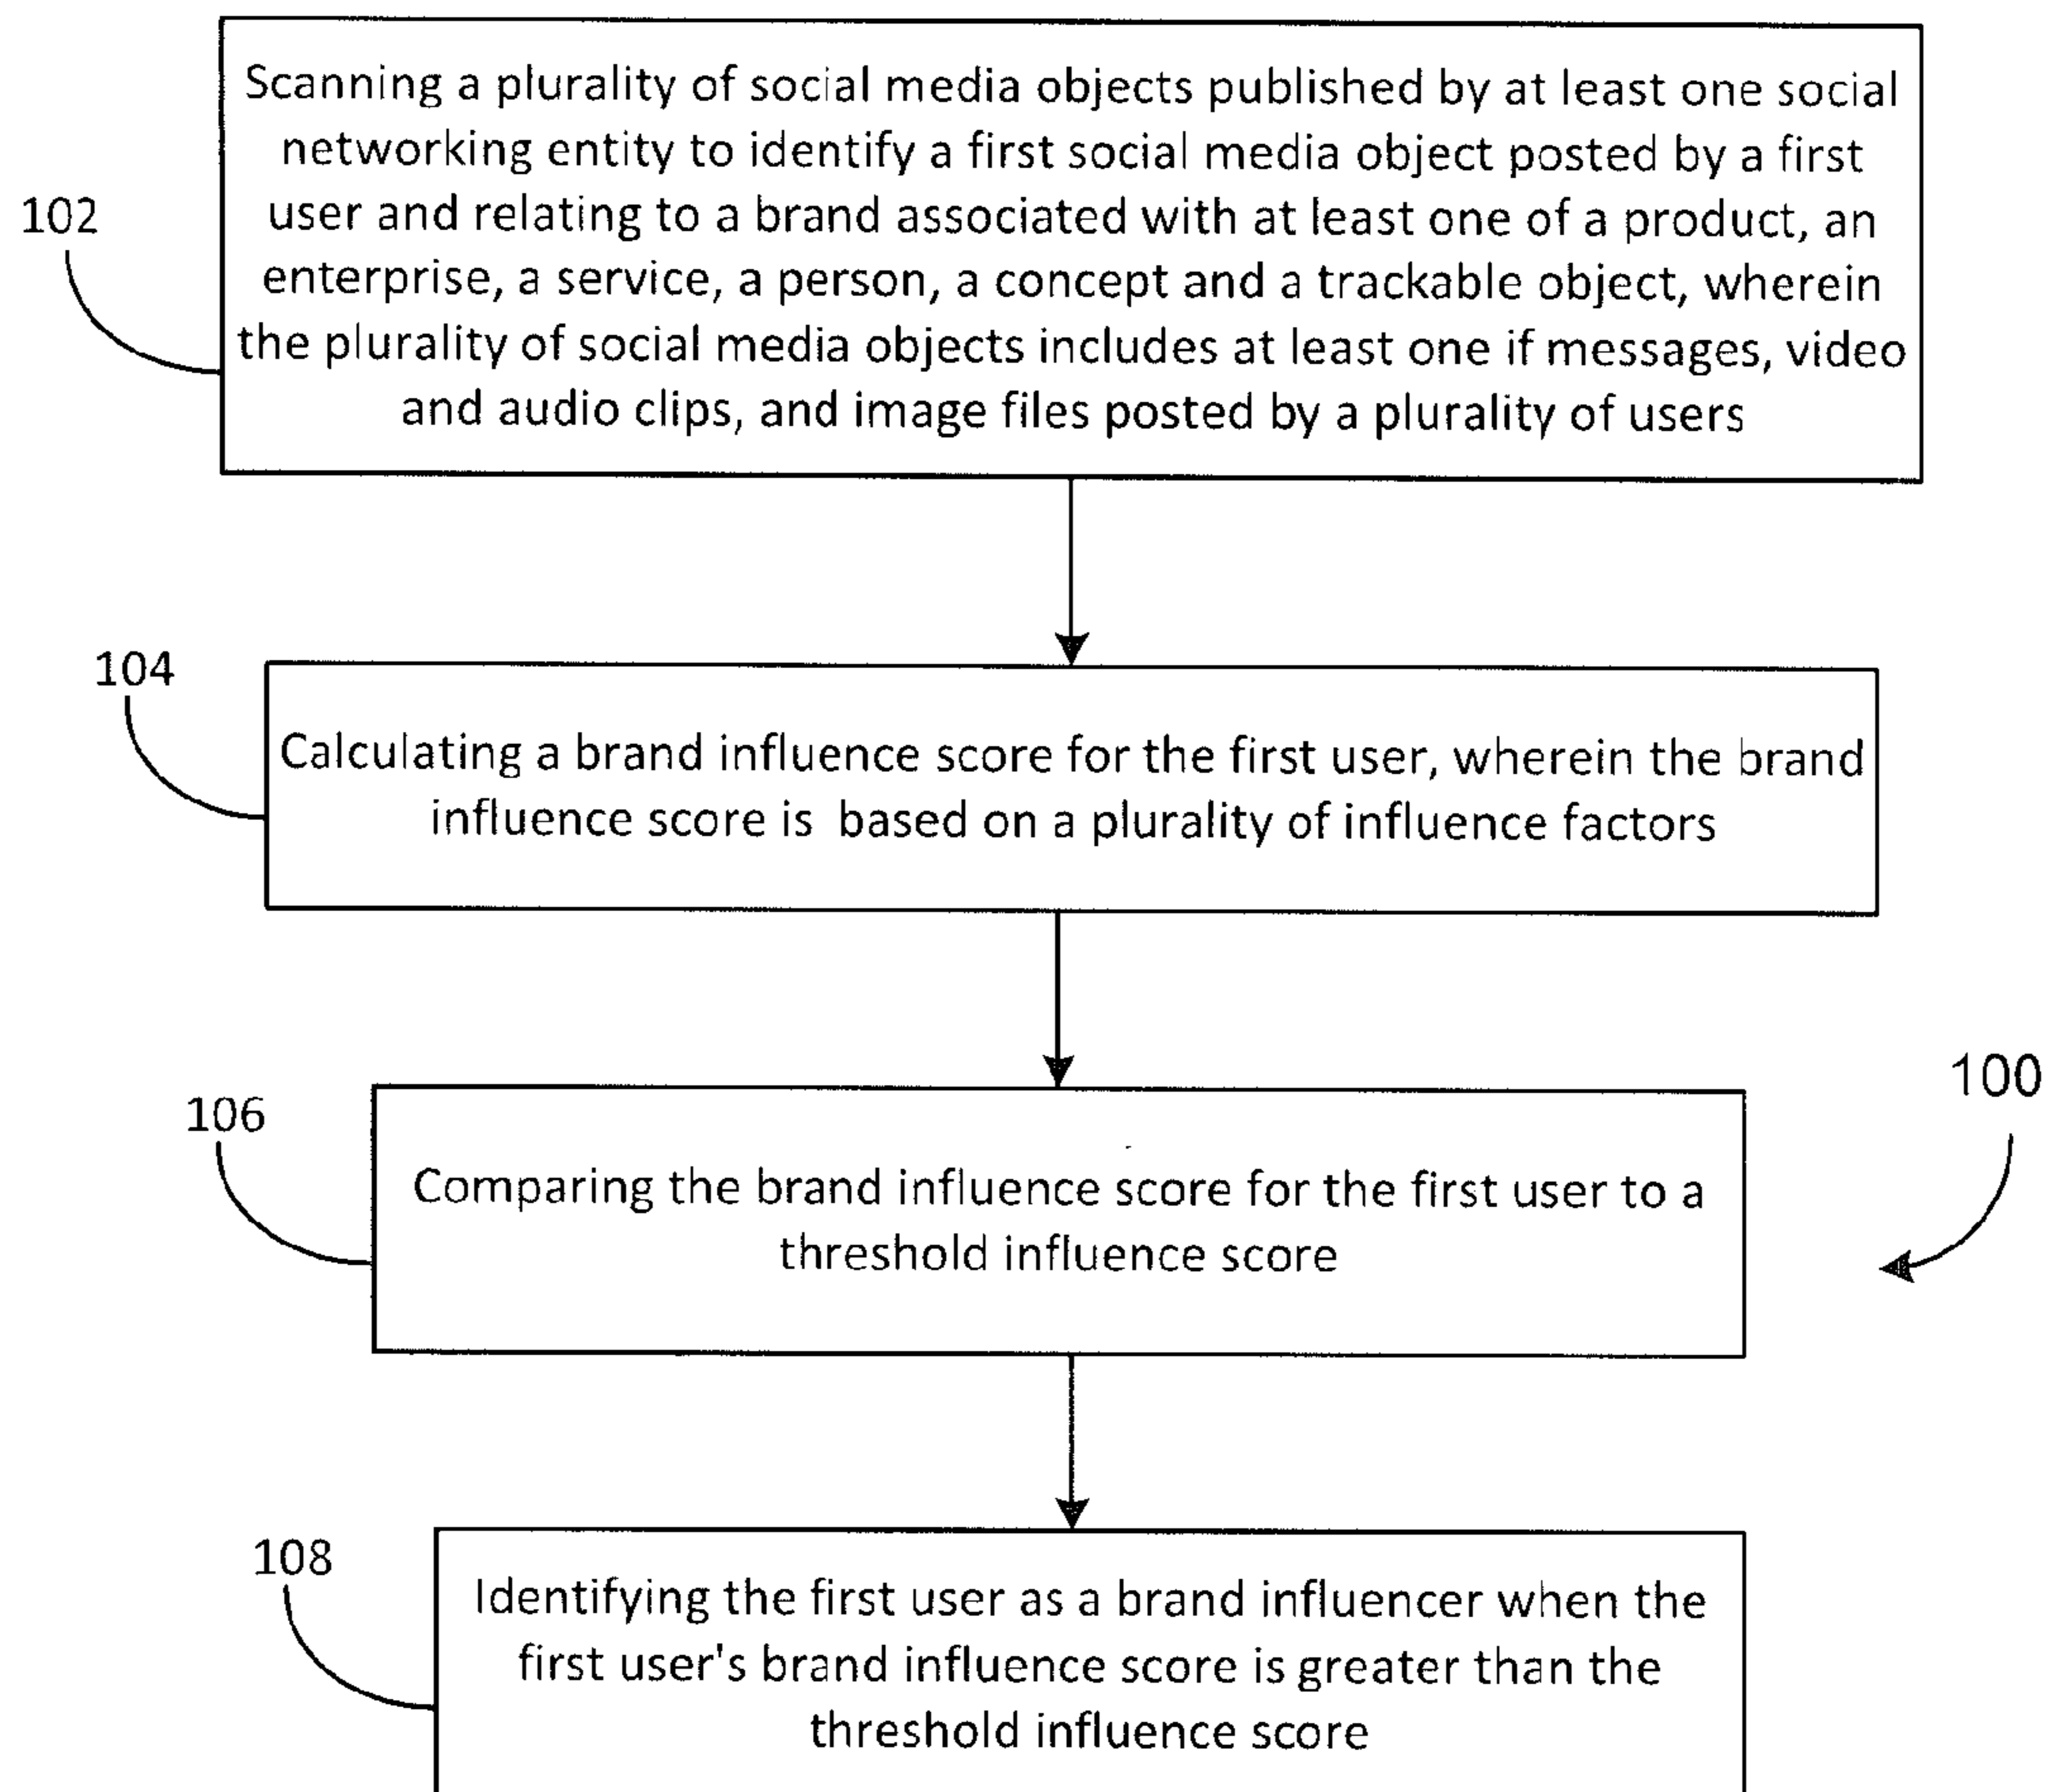 Scanning a plurality of social media objects published by at least one social
networking entity to identify a first social media object posted by a first
user and relating to a brand associated with at least one of a product, an
enterprise, a service, a person, a concept and a trackable object, wherein
the plurality of social media objects includes at least one if messages, video
and audio clips, and image files posted by a plurality of users
102
104
Calculating a brand influence score for the first user, wherein the brand
influence score is based on a plurality of influence factors
100
106
Comparing the brand influence score for the first user to a
threshold influence score
108
Identifying the first user as a brand influencer when the
first user's brand influence score is greater than the
threshold influence score